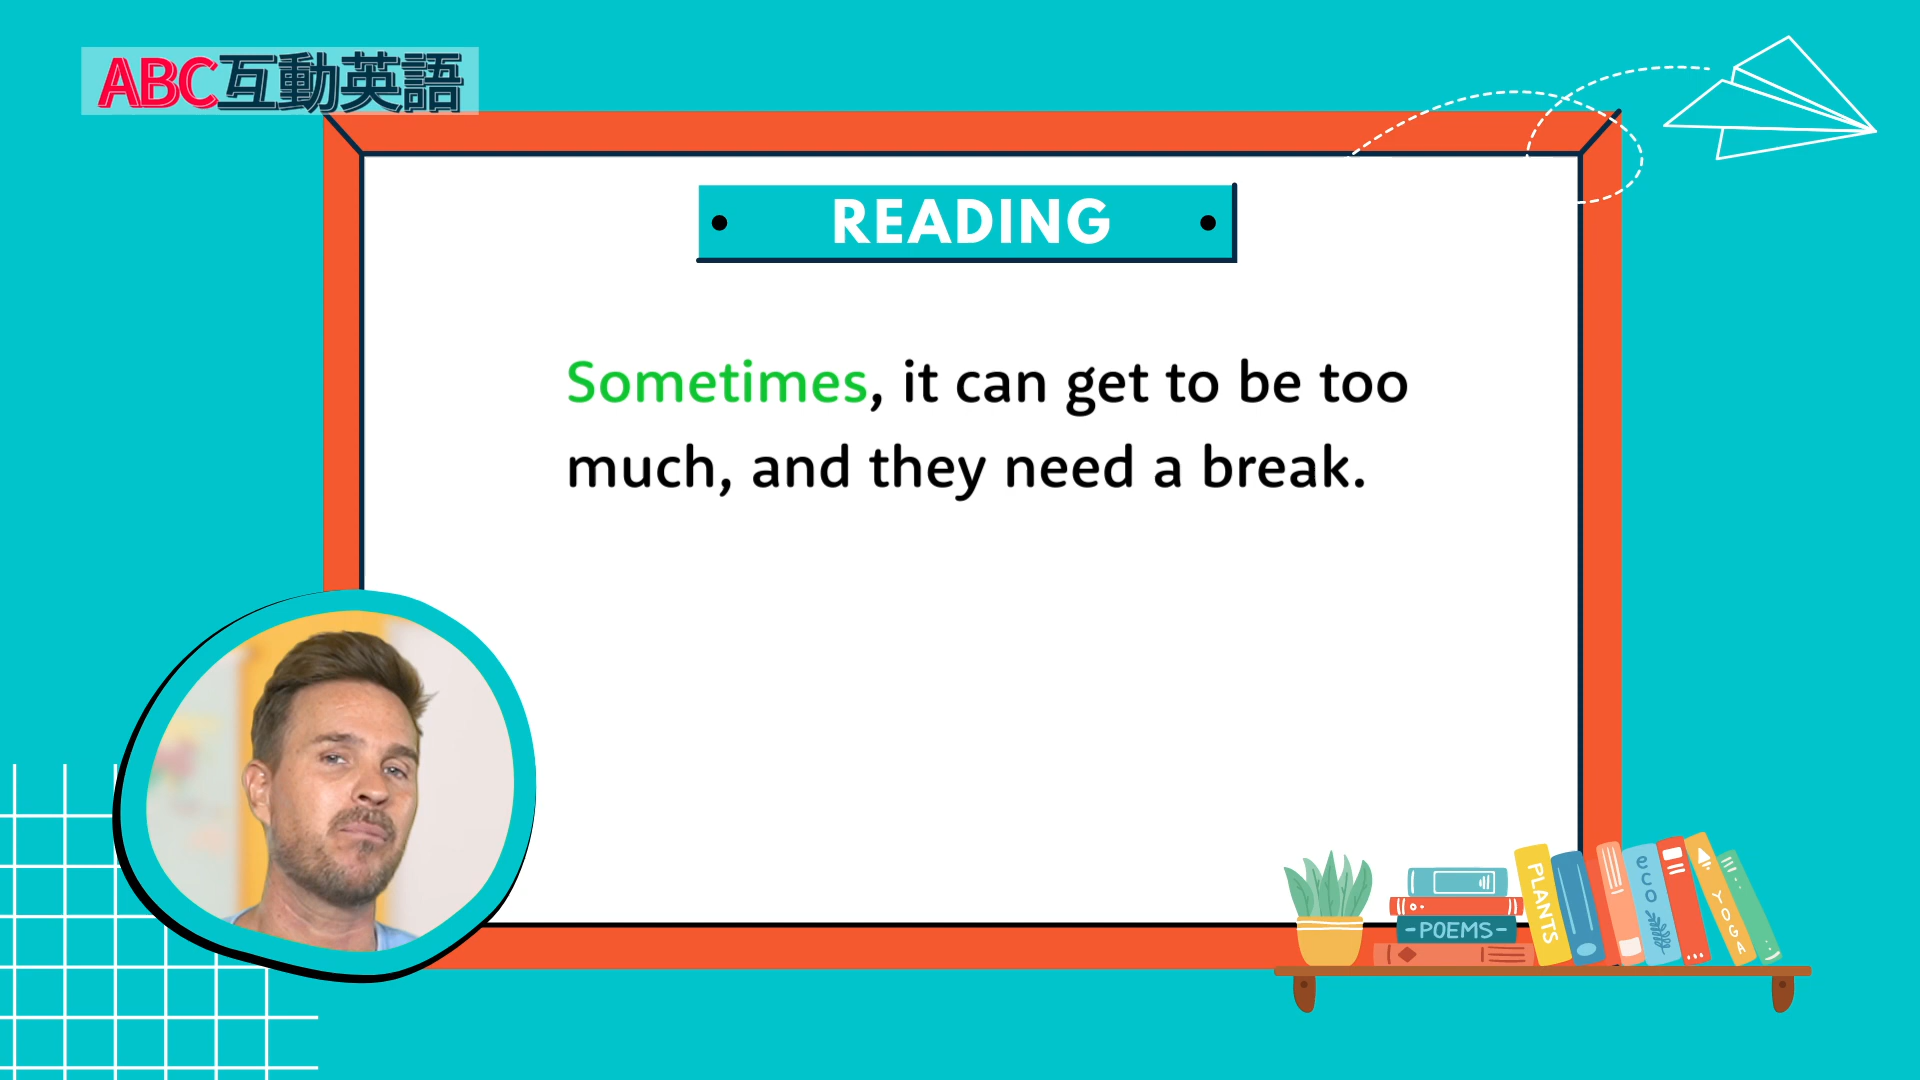 ABC互動英語
READING
Sometimes, it can get to be too
much, and they need a break.
POEMS
PLANTS
eco
YOGA